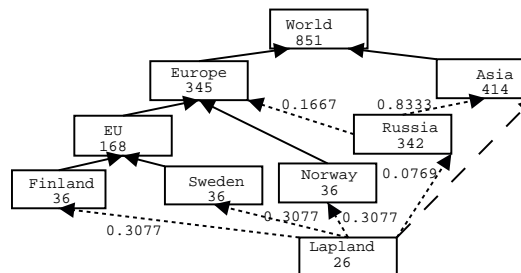 World
851
Europe
345
Asia
414
0.1667
0.8333
EU
168
Russia
342
Finland
36
Sweden
36
Norway
36
0.0769
0.3077
0.3077
0.3077
Lapland
26